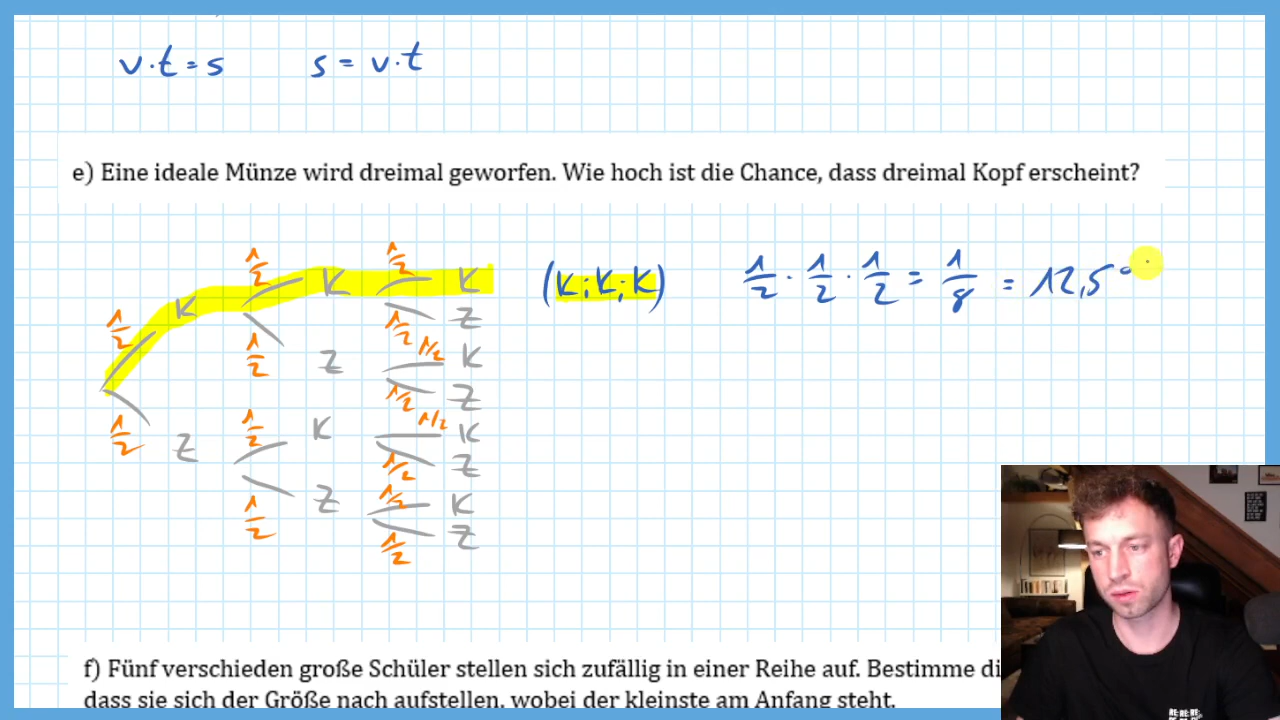 v·t = s s = v·t
e) Eine ideale Münze wird dreimal geworfen. Wie hoch ist die Chance, dass dreimal Kopf erscheint?
1/2 K 1/2 K 1/2 K (K;K;K) 1/2 · 1/2 · 1/2 = 1/8 = 12,5
1/2 Z
1/2 Z 1/2 K
1/2 Z
1/2 Z 1/2 K 1/2 K
1/2 Z
1/2 Z 1/2 K
1/2 Z
f) Fünf verschieden große Schüler stellen sich zufällig in einer Reihe auf. Bestimme di
dass sie sich der Größe nach aufstellen, wobei der kleinste am Anfang steht.